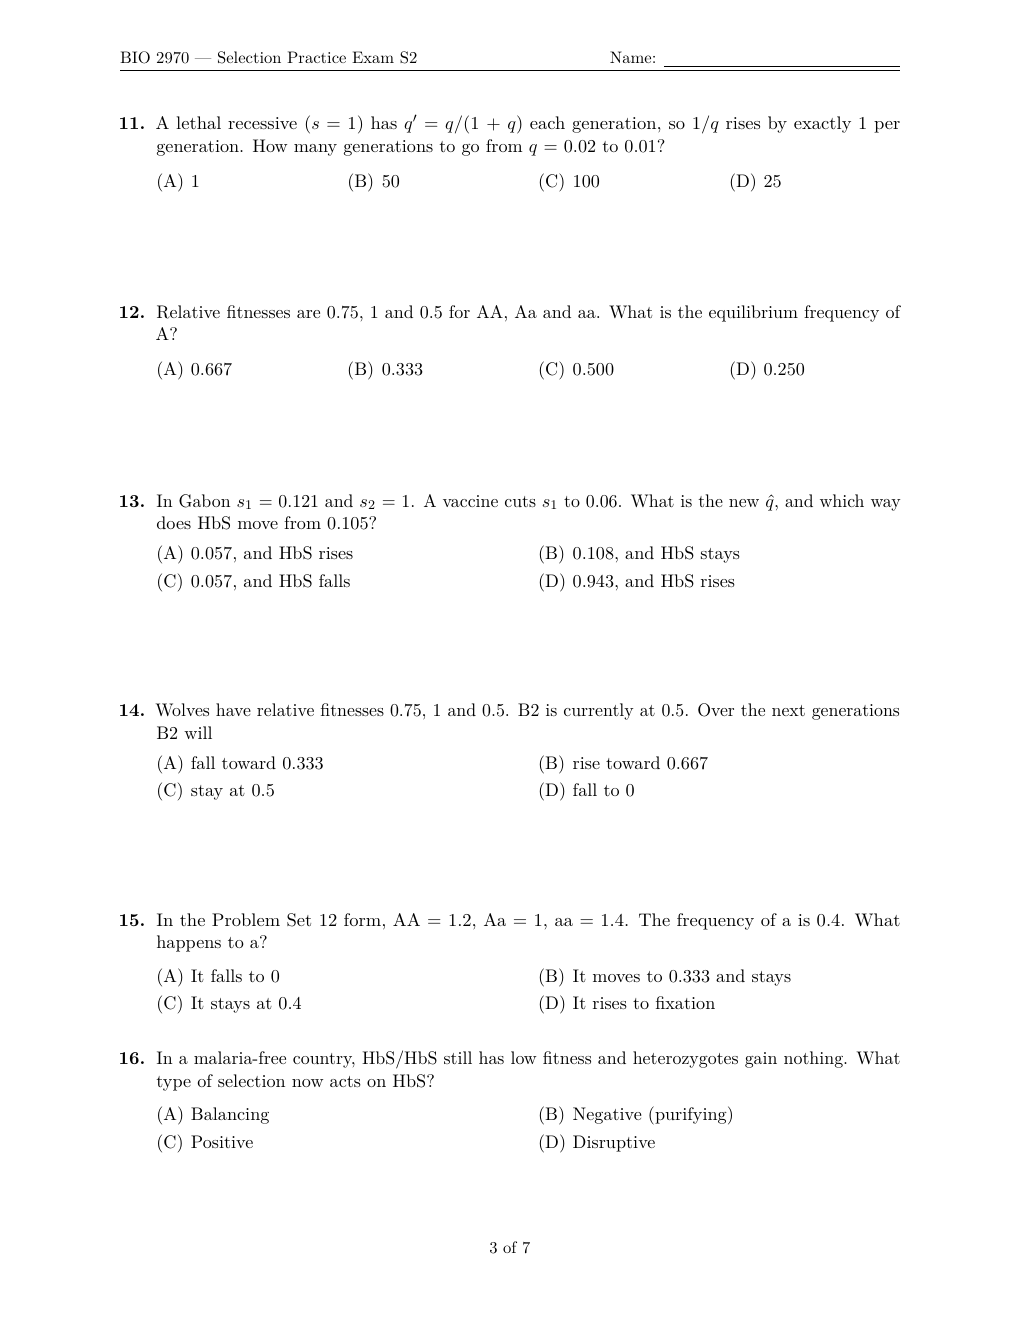 BIO 2970 — Selection Practice Exam S2 Name:
11. A lethal recessive (s = 1) has q′ = q/(1 + q) each generation, so 1/q rises by exactly 1 per
generation. How many generations to go from q = 0.02 to 0.01?
(A) 1 (B) 50 (C) 100 (D) 25
12. Relative fitnesses are 0.75, 1 and 0.5 for AA, Aa and aa. What is the equilibrium frequency of
A?
(A) 0.667 (B) 0.333 (C) 0.500 (D) 0.250
13. In Gabon s₁ = 0.121 and s₂ = 1. A vaccine cuts s₁ to 0.06. What is the new q̂, and which way
does HbS move from 0.105?
(A) 0.057, and HbS rises (B) 0.108, and HbS stays
(C) 0.057, and HbS falls (D) 0.943, and HbS rises
14. Wolves have relative fitnesses 0.75, 1 and 0.5. B2 is currently at 0.5. Over the next generations
B2 will
(A) fall toward 0.333 (B) rise toward 0.667
(C) stay at 0.5 (D) fall to 0
15. In the Problem Set 12 form, AA = 1.2, Aa = 1, aa = 1.4. The frequency of a is 0.4. What
happens to a?
(A) It falls to 0 (B) It moves to 0.333 and stays
(C) It stays at 0.4 (D) It rises to fixation
16. In a malaria-free country, HbS/HbS still has low fitness and heterozygotes gain nothing. What
type of selection now acts on HbS?
(A) Balancing (B) Negative (purifying)
(C) Positive (D) Disruptive
3 of 7